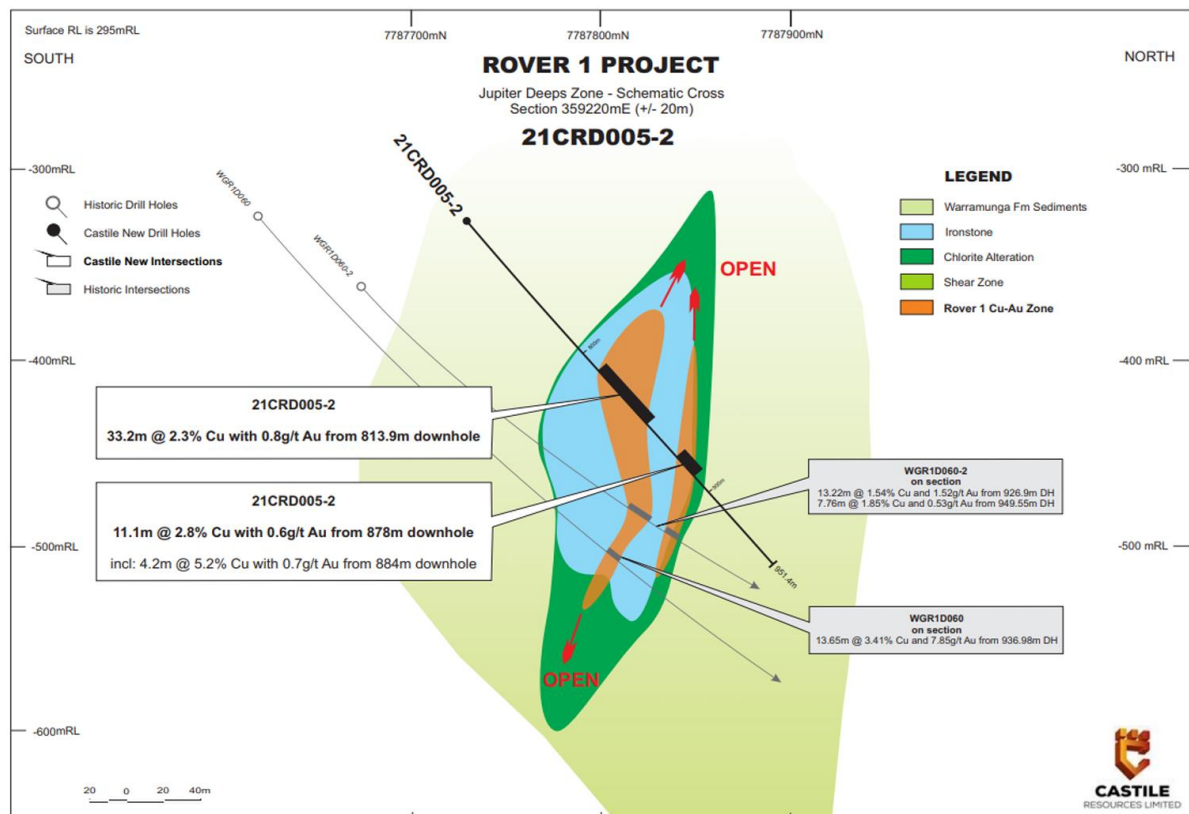 Surface RL is 295mRL
7787700mN
7787800mN
7787900mN
SOUTH
NORTH
ROVER 1 PROJECT
Jupiter Deeps Zone - Schematic Cross
Section 359220mE (+/- 20m)
21CRD005-2
-300mRL
-300 mRL
WGR1D060
WGR1D060-2
21CRD005-2
Historic Drill Holes
Castile New Drill Holes
Castile New Intersections
Historic Intersections
LEGEND
Warramunga Fm Sediments
Ironstone
Chlorite Alteration
Shear Zone
Rover 1 Cu-Au Zone
OPEN
800m
-400mRL
-400 mRL
21CRD005-2
33.2m @ 2.3% Cu with 0.8g/t Au from 813.9m downhole
21CRD005-2
11.1m @ 2.8% Cu with 0.6g/t Au from 878m downhole
incl: 4.2m @ 5.2% Cu with 0.7g/t Au from 884m downhole
900m
WGR1D060-2
on section
13.22m @ 1.54% Cu and 1.52g/t Au from 926.9m DH
7.76m @ 1.85% Cu and 0.53g/t Au from 949.55m DH
-500mRL
-500 mRL
951.4m
WGR1D060
on section
13.65m @ 3.41% Cu and 7.85g/t Au from 936.98m DH
OPEN
-600mRL
20 0 20 40m
CASTILE
RESOURCES LIMITED